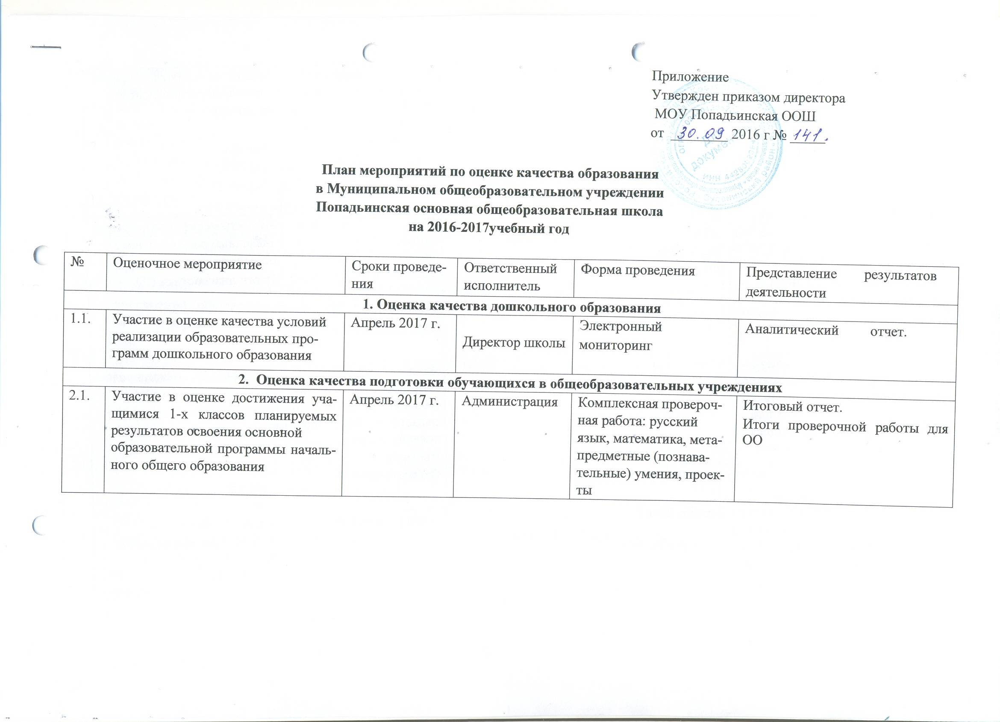 Приложение
Утвержден приказом директора
МОУ Попадьинская ООШ
от 30.09 2016 г № 141.
План мероприятий по оценке качества образования
в Муниципальном общеобразовательном учреждении
Попадьинская основная общеобразовательная школа
на 2016-2017учебный год
№
Оценочное мероприятие
Сроки проведе-
ния
Ответственный
исполнитель
Форма проведения
Представление результатов
деятельности
1. Оценка качества дошкольного образования
1.1.
Участие в оценке качества условий
реализации образовательных про-
грамм дошкольного образования
Апрель 2017 г.
Директор школы
Электронный
мониторинг
Аналитический отчет.
2. Оценка качества подготовки обучающихся в общеобразовательных учреждениях
2.1.
Участие в оценке достижения уча-
щимися 1-х классов планируемых
результатов освоения основной
образовательной программы началь-
ного общего образования
Апрель 2017 г.
Администрация
Комплексная провероч-
ная работа: русский
язык, математика, мета-
предметные (познава-
тельные) умения, проек-
ты
Итоговый отчет.
Итоги проверочной работы для
ОО